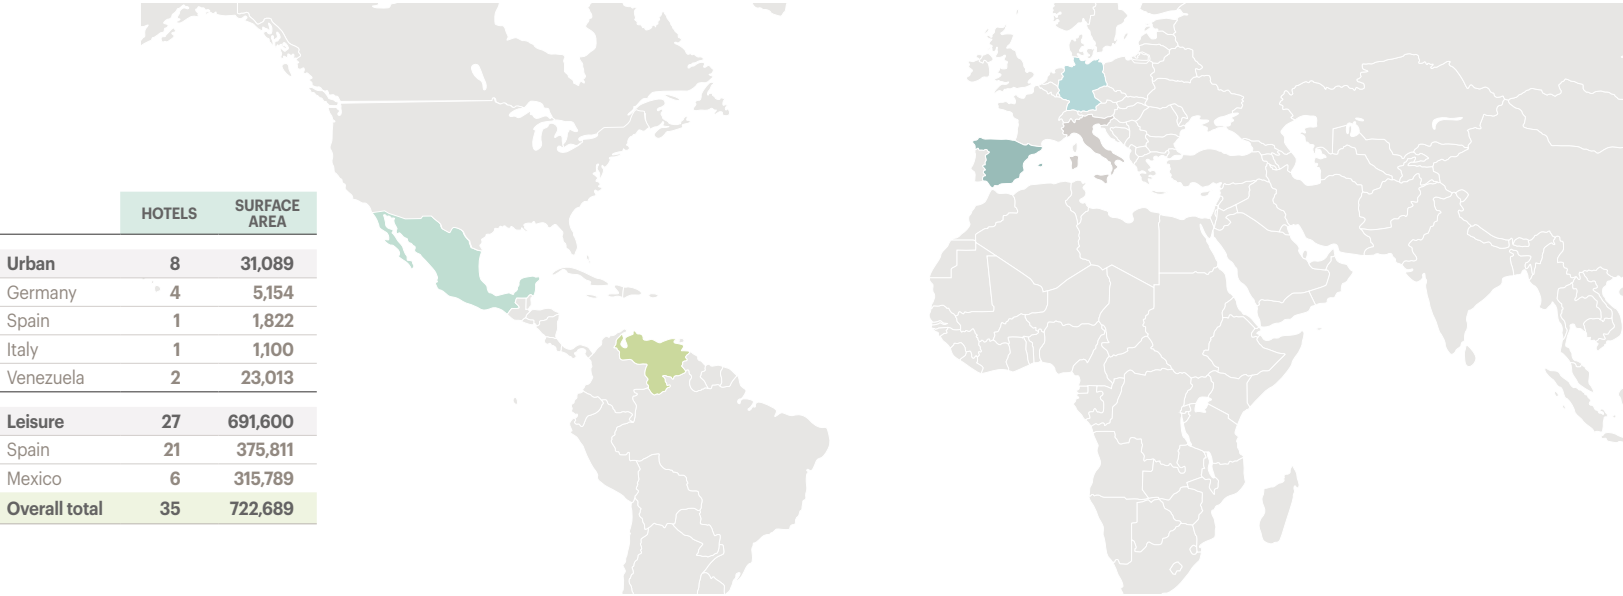 HOTELS SURFACE AREA
Urban 8 31,089
Germany 4 5,154
Spain 1 1,822
Italy 1 1,100
Venezuela 2 23,013
Leisure 27 691,600
Spain 21 375,811
Mexico 6 315,789
Overall total 35 722,689